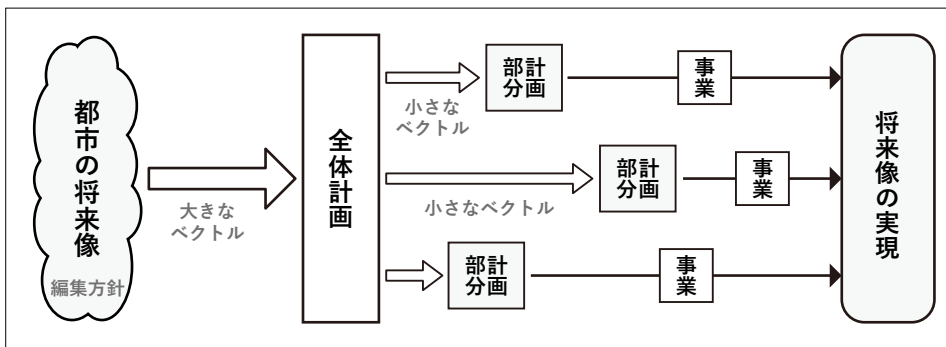 都市の将来像
編集方針
大きな
ベクトル
全体計画
小さな
ベクトル
部分
計画
事業
小さなベクトル
部分
計画
事業
部分
計画
事業
将来像の実現